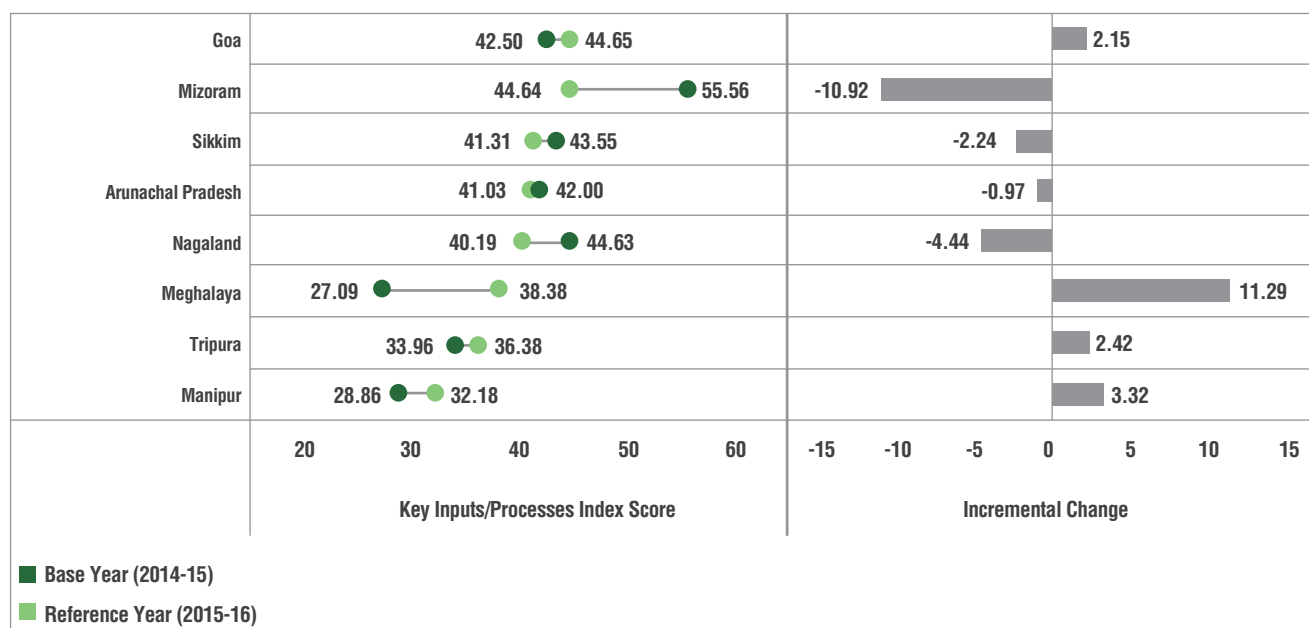 Goa 42.50 44.65 2.15
Mizoram 44.64 55.56 -10.92
Sikkim 41.31 43.55 -2.24
Arunachal Pradesh 41.03 42.00 -0.97
Nagaland 40.19 44.63 -4.44
Meghalaya 27.09 38.38 11.29
Tripura 33.96 36.38 2.42
Manipur 28.86 32.18 3.32
20 30 40 50 60 -15 -10 -5 0 5 10 15
Key Inputs/Processes Index Score Incremental Change
Base Year (2014-15)
Reference Year (2015-16)